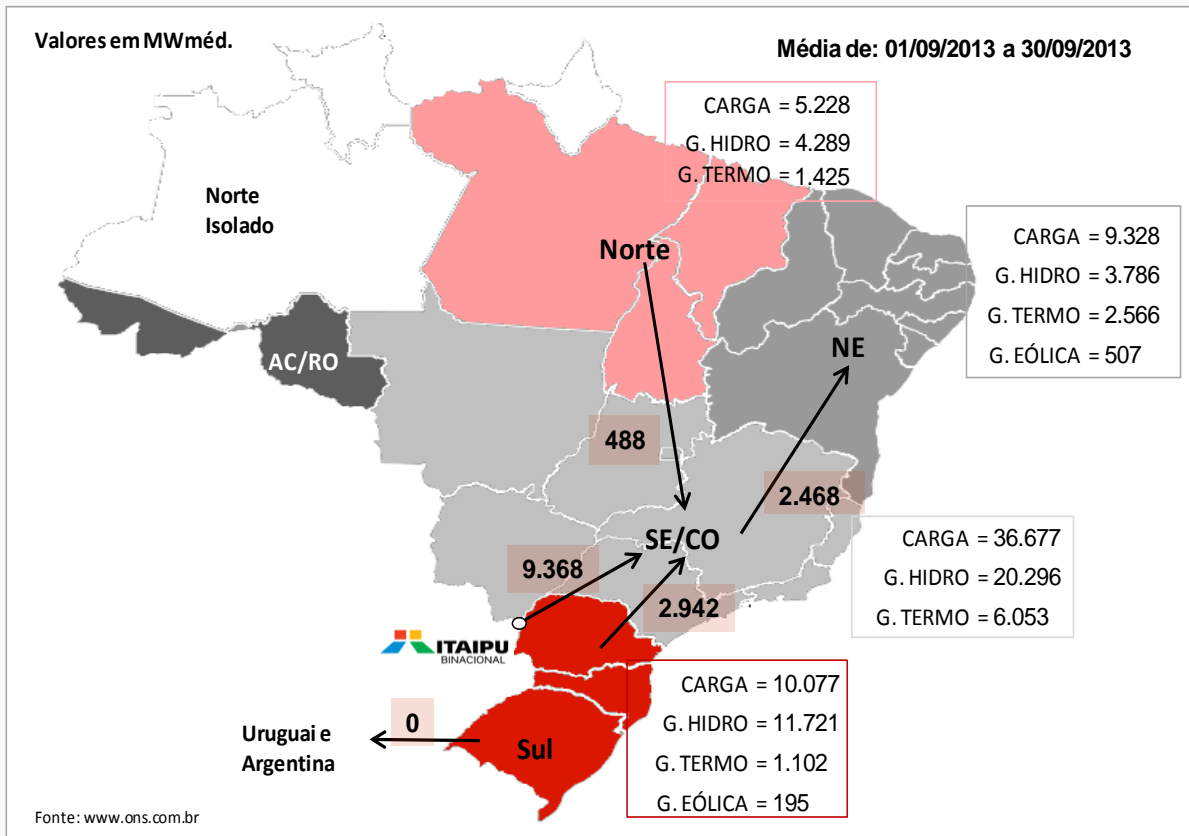 Valores em MWméd.
Média de: 01/09/2013 a 30/09/2013
CARGA = 5.228
G. HIDRO = 4.289
G. TERMO = 1.425
Norte
Isolado
Norte
CARGA = 9.328
G. HIDRO = 3.786
G. TERMO = 2.566
G. EÓLICA = 507
AC/RO
NE
488
2.468
SE/CO
CARGA = 36.677
G. HIDRO = 20.296
G. TERMO = 6.053
9.368
2.942
ITAIPU
BINACIONAL
CARGA = 10.077
G. HIDRO = 11.721
G. TERMO = 1.102
G. EÓLICA = 195
0
Uruguai e
Argentina
Sul
Fonte: www.ons.com.br